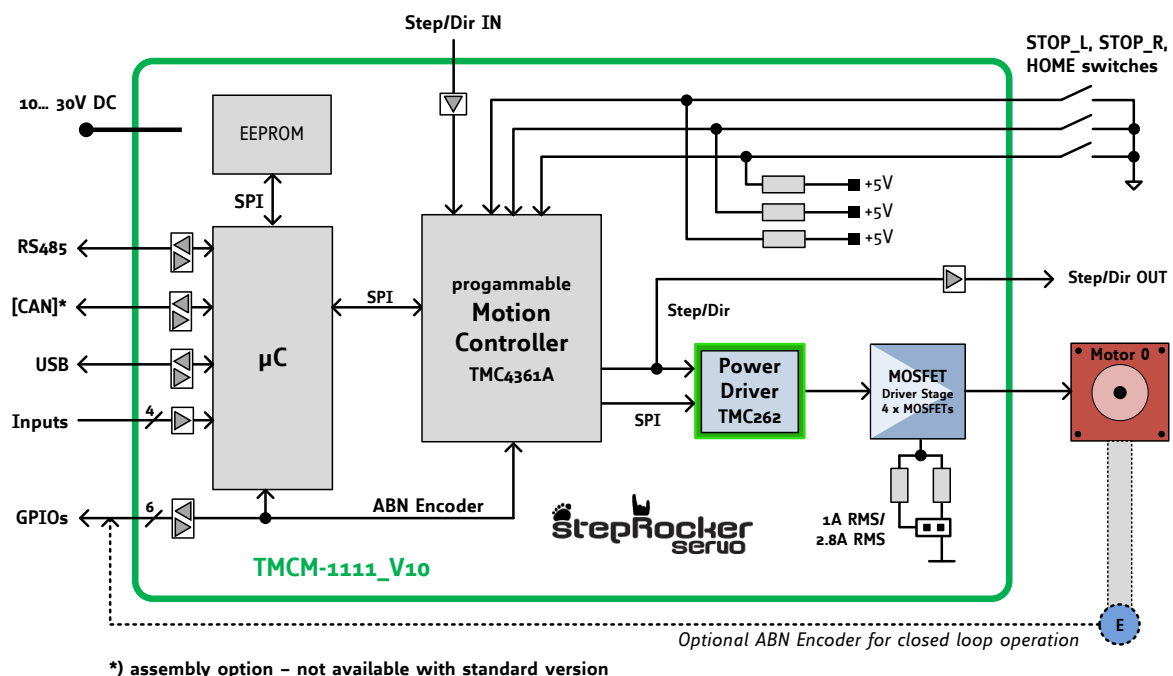 Step/Dir IN
STOP_L, STOP_R,
HOME switches
10... 30V DC
EEPROM
+5V
+5V
+5V
SPI
RS485
[CAN]*
USB
Inputs
4
GPIOs
6
µC
SPI
progammable
Motion
Controller
TMC4361A
Step/Dir
Step/Dir OUT
SPI
Power
Driver
TMC262
MOSFET
Driver Stage
4 x MOSFETs
Motor 0
ABN Encoder
stepRocker
servo
1A RMS/
2.8A RMS
TMCM-1111_V10
E
Optional ABN Encoder for closed loop operation
*) assembly option – not available with standard version